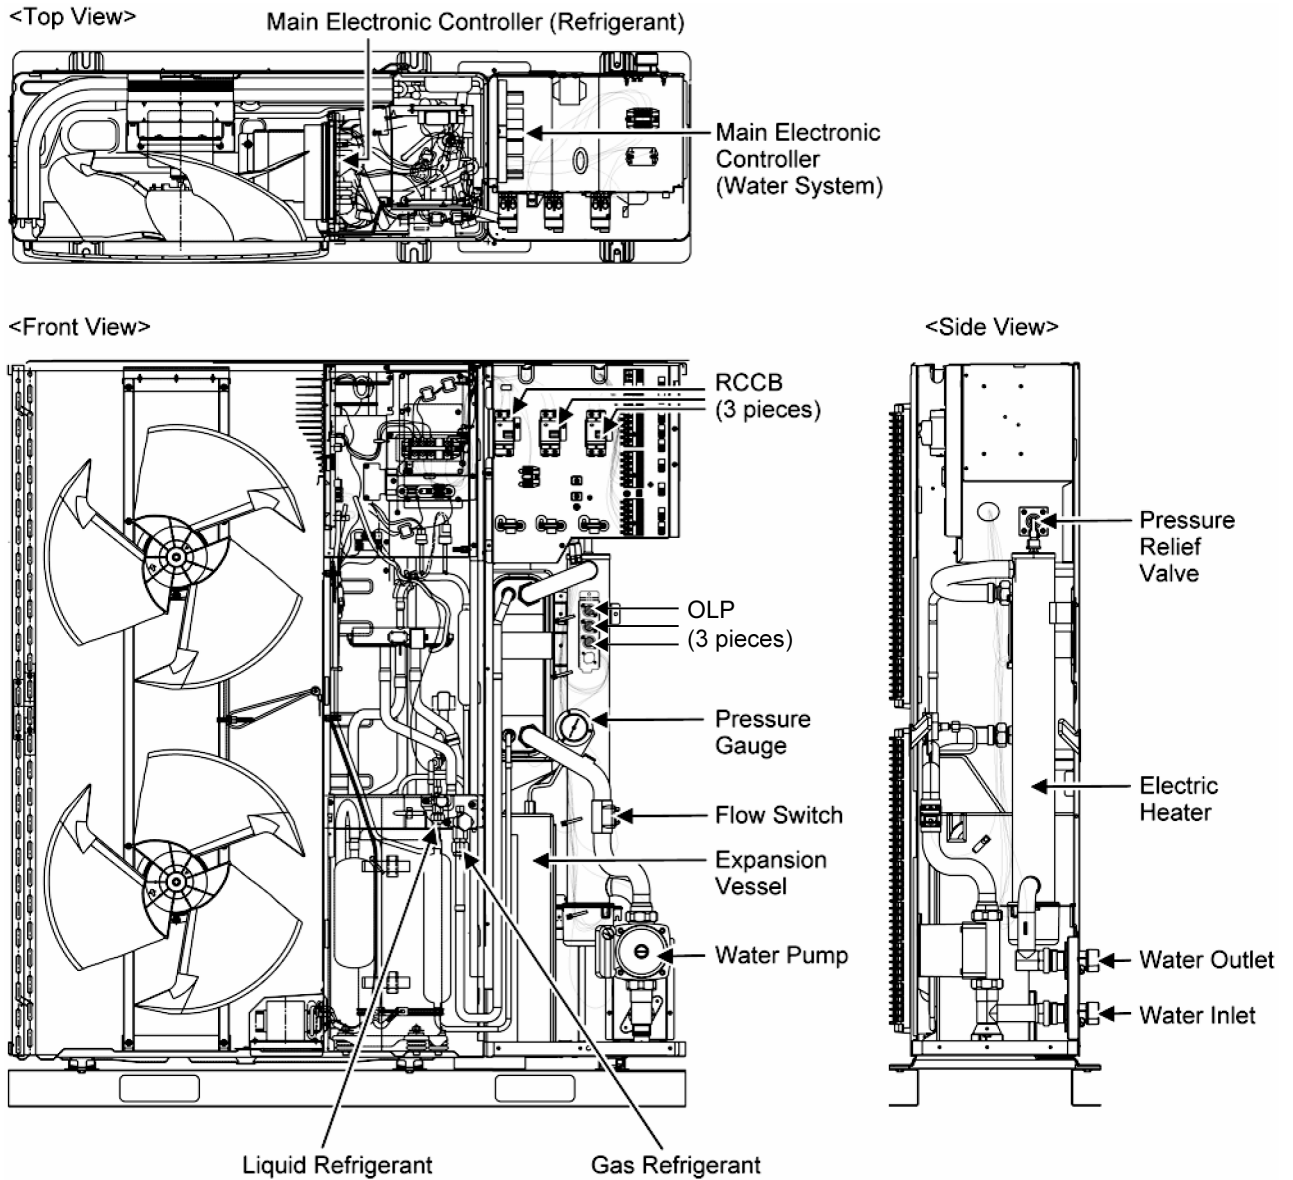 <Top View>
Main Electronic Controller (Refrigerant)
Main Electronic
Controller
(Water System)
<Front View>
<Side View>
RCCB
(3 pieces)
Pressure
Relief
Valve
OLP
(3 pieces)
Pressure
Gauge
Electric
Heater
Flow Switch
Expansion
Vessel
Water Pump
Water Outlet
Water Inlet
Liquid Refrigerant
Gas Refrigerant